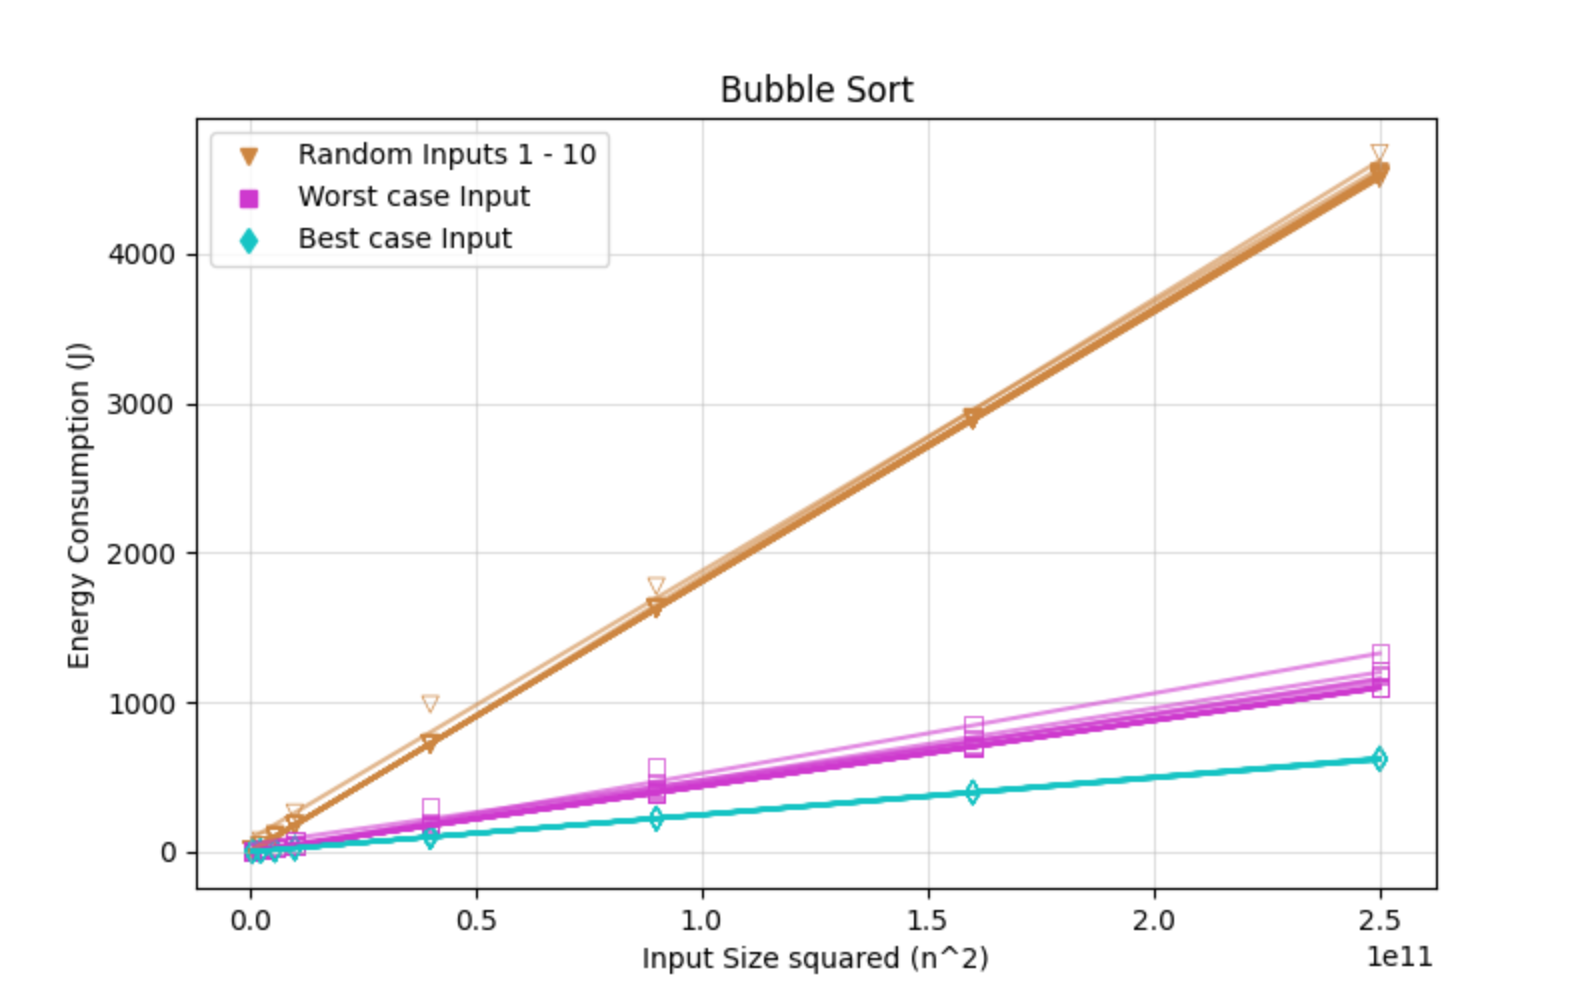 Bubble Sort
Random Inputs 1 - 10
Worst case Input
Best case Input
Energy Consumption (J)
4000
3000
2000
1000
0
0.0 0.5 1.0 1.5 2.0 2.5
Input Size squared (n^2)
1e11